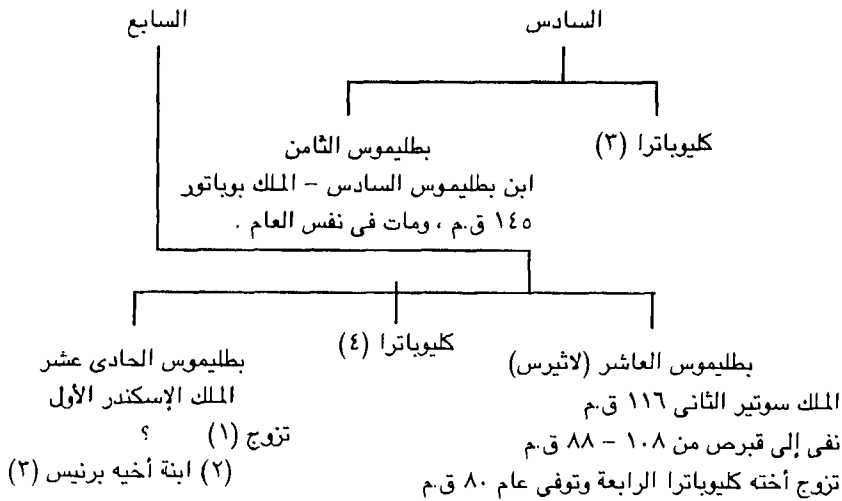 السادس
السابع
كليوباترا (٣)
بطليموس الثامن
ابن بطليموس السادس – الملك بوباتور
١٤٥ ق.م ، ومات فى نفس العام .
كليوباترا (٤)
بطليموس العاشر (لاثيرس)
الملك سوتير الثانى ١١٦ ق.م
نفى إلى قبرص من ١٠٨ – ٨٨ ق.م
تزوج أخته كليوباترا الرابعة وتوفى عام ٨٠ ق.م
بطليموس الحادى عشر
الملك الإسكندر الأول
تزوج (١) ؟
(٢) ابنة أخيه برنيس (٣)